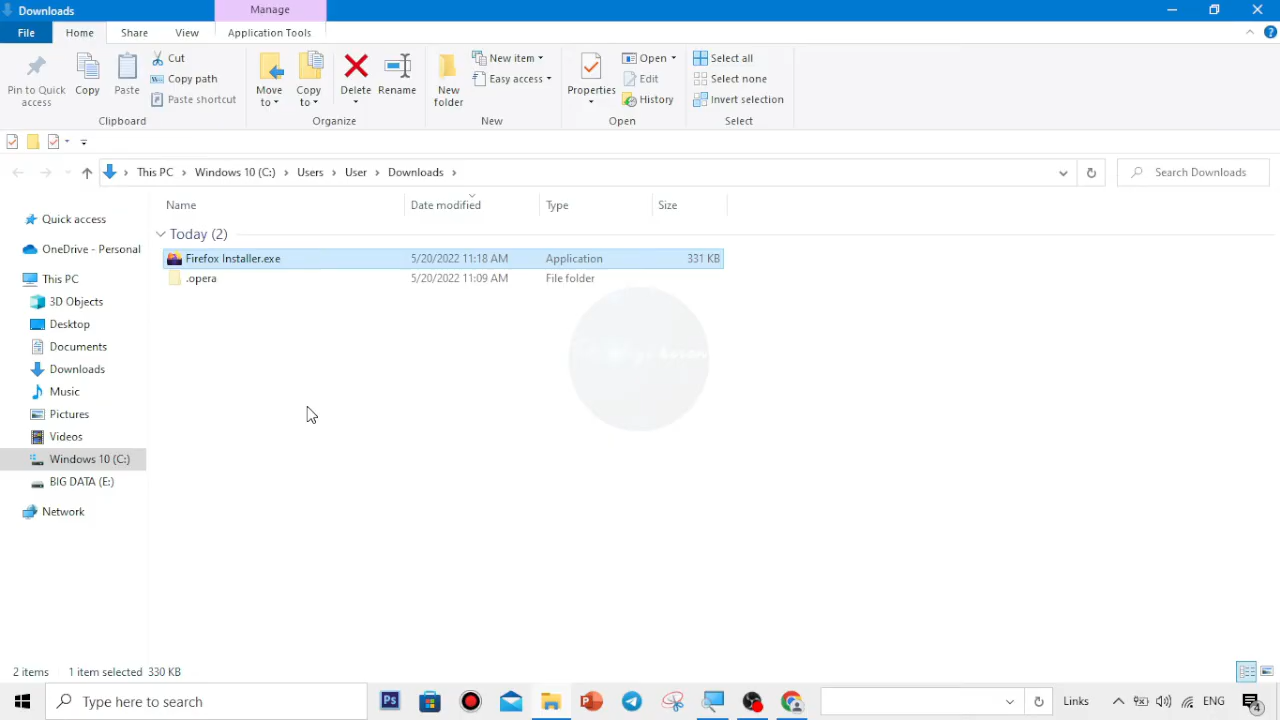 Downloads
Manage
File
Home
Share
View
Application Tools
Pin to Quick access
Copy
Paste
Cut
Copy path
Paste shortcut
Clipboard
Move to
Copy to
Delete
Rename
Organize
New folder
New item
Easy access
New
Properties
Open
Edit
History
Open
Select all
Select none
Invert selection
Select
This PC
Windows 10 (C:)
Users
User
Downloads
Search Downloads
Name
Date modified
Type
Size
Today (2)
Firefox Installer.exe 5/20/2022 11:18 AM Application 331 KB
.opera 5/20/2022 11:09 AM File folder
Quick access
OneDrive - Personal
This PC
3D Objects
Desktop
Documents
Downloads
Music
Pictures
Videos
Windows 10 (C:)
BIG DATA (E:)
Network
2 items 1 item selected 330 KB
Type here to search
Ps
Links
ENG
4